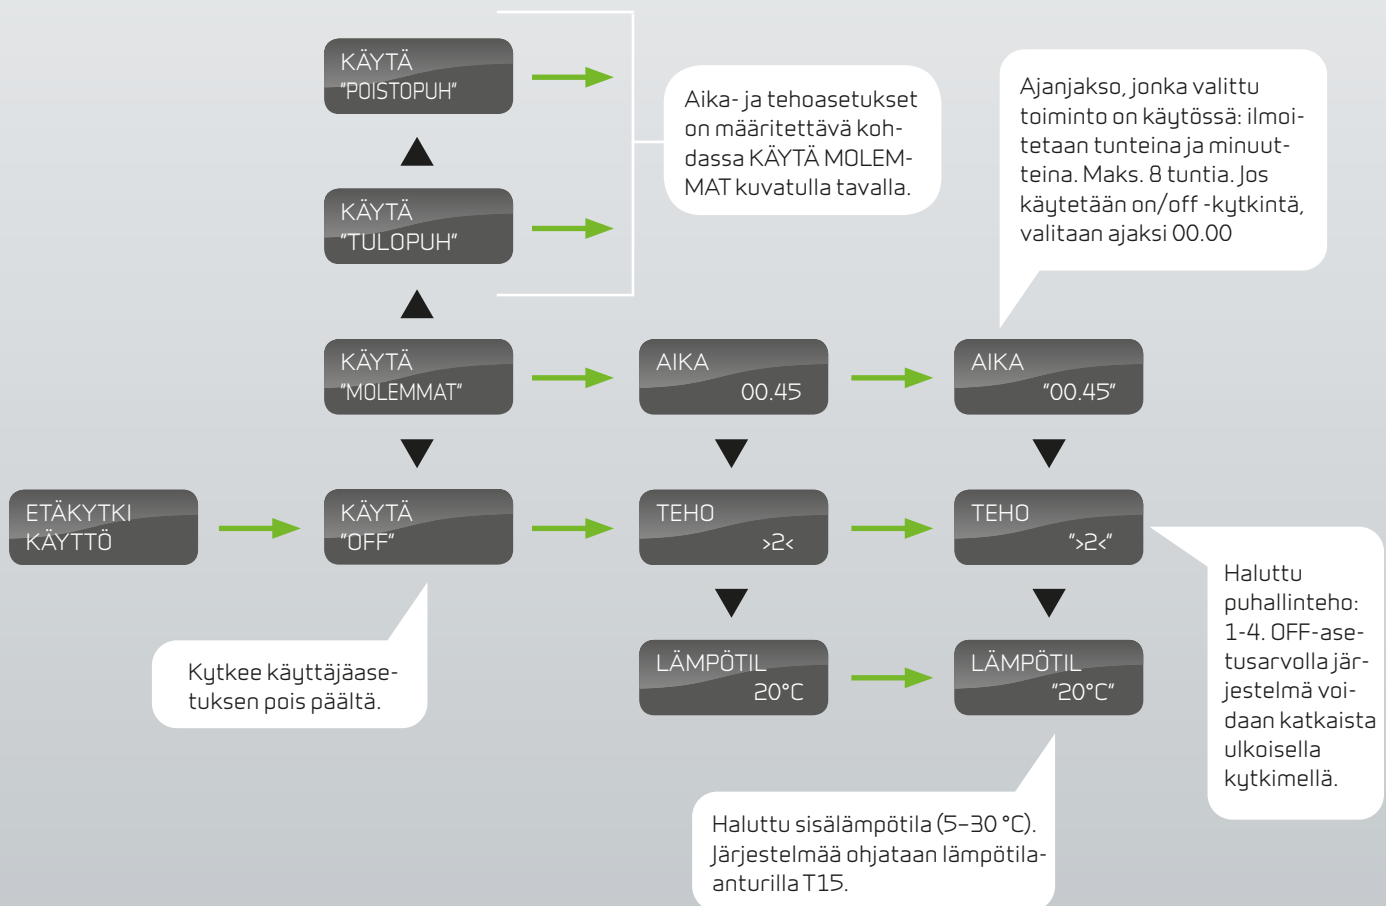 KÄYTÄ
"POISTOPUH"
KÄYTÄ
"TULOPUH"
Aika- ja tehoasetukset
on määritettävä koh-
dassa KÄYTÄ MOLEM-
MAT kuvatulla tavalla.
Ajanjakso, jonka valittu
toiminto on käytössä: ilmoi-
tetaan tunteina ja minuut-
teina. Maks. 8 tuntia. Jos
käytetään on/off -kytkintä,
valitaan ajaksi 00.00
KÄYTÄ
"MOLEMMAT"
AIKA
00.45
AIKA
"00.45"
ETÄKYTKI
KÄYTTÖ
KÄYTÄ
"OFF"
TEHO
>2<
TEHO
">2<"
Kytkee käyttäjäase-
tuksen pois päältä.
LÄMPÖTIL
20°C
LÄMPÖTIL
"20°C"
Haluttu
puhallinteho:
1-4. OFF-ase-
tusarvolla jär-
jestelmä voi-
daan katkaista
ulkoisella
kytkimellä.
Haluttu sisälämpötila (5–30 °C).
Järjestelmää ohjataan lämpötila-
anturilla T15.